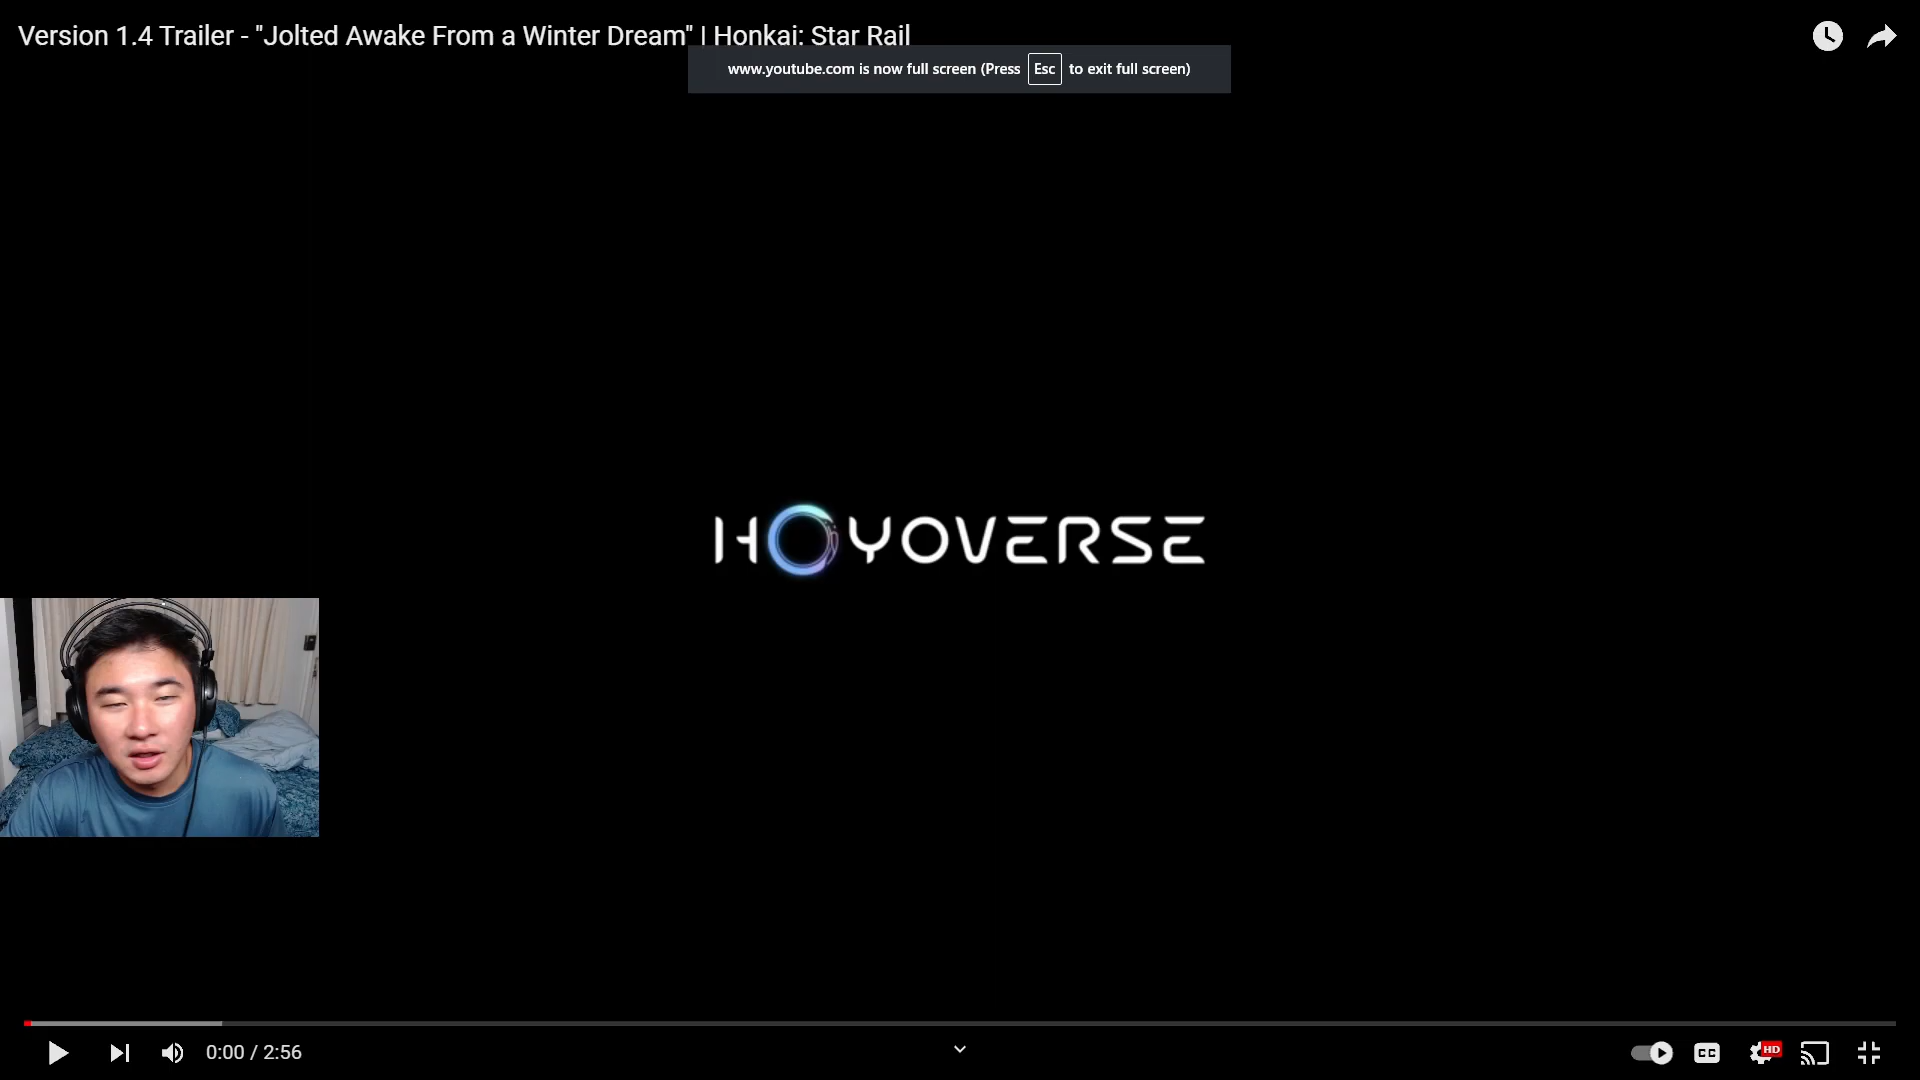 Version 1.4 Trailer - "Jolted Awake From a Winter Dream" | Honkai: Star Rail
www.youtube.com is now full screen (Press Esc to exit full screen)
HOYOVERSE
0:00 / 2:56
CC
HD